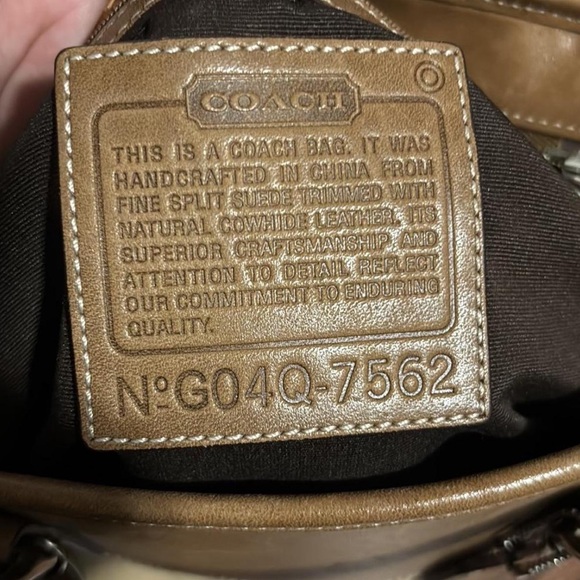 COACH
THIS IS A COACH BAG. IT WAS
HANDCRAFTED IN CHINA FROM
FINE SPLIT SUEDE TRIMMED WITH
NATURAL COWHIDE LEATHER. ITS
SUPERIOR CRAFTSMANSHIP AND
ATTENTION TO DETAIL REFLECT
OUR COMMITMENT TO ENDURING
QUALITY.
NºG04Q-7562